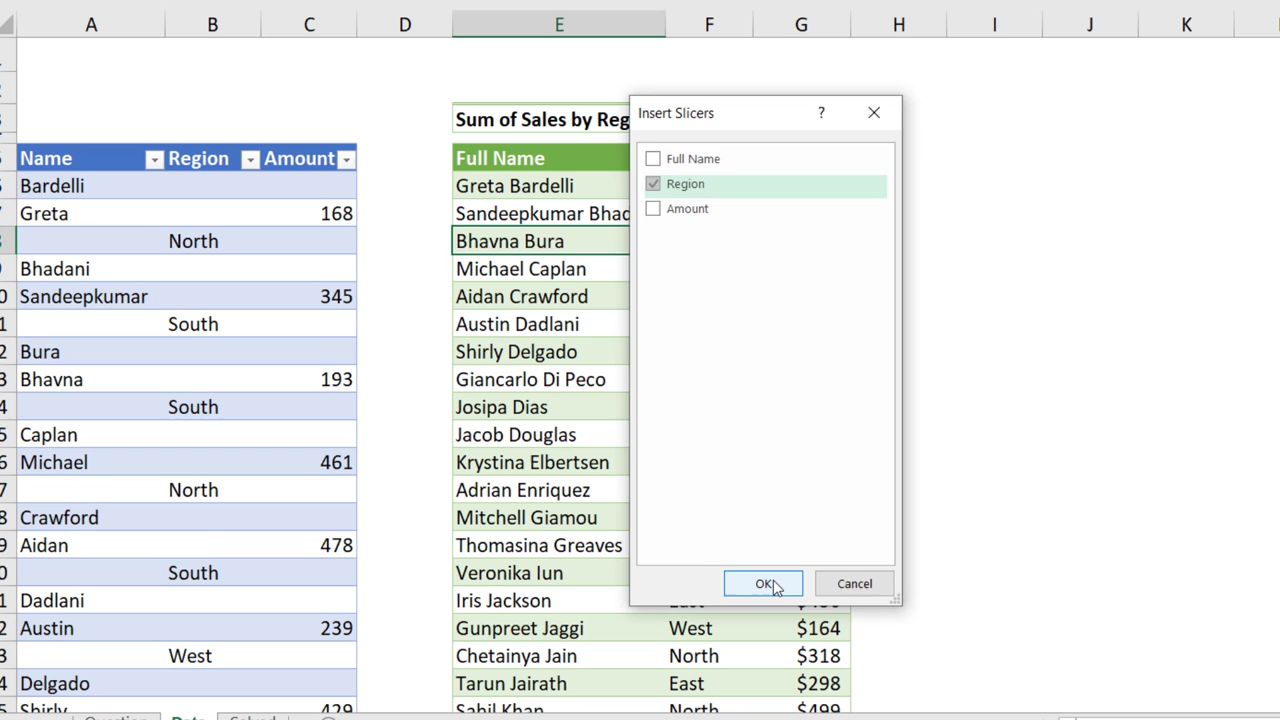 A B C D E F G H I J K
Sum of Sales by Reg
Insert Slicers ?
Full Name
Region
Amount
OK Cancel
Name Region Amount Full Name
Bardelli Greta Bardelli
Greta 168 Sandeepkumar Bhad
North Bhavna Bura
Bhadani Michael Caplan
Sandeepkumar 345 Aidan Crawford
South Austin Dadlani
Bura Shirly Delgado
Bhavna 193 Giancarlo Di Peco
South Josipa Dias
Caplan Jacob Douglas
Michael 461 Krystina Elbertsen
North Adrian Enriquez
Crawford Mitchell Giamou
Aidan 478 Thomasina Greaves
South Veronika Iun
Dadlani Iris Jackson East
Austin 239 Gunpreet Jaggi West $164
West Chetainya Jain North $318
Delgado Tarun Jairath East $298
Shirly 429 Sahil Khan North $499
Question Data Solved